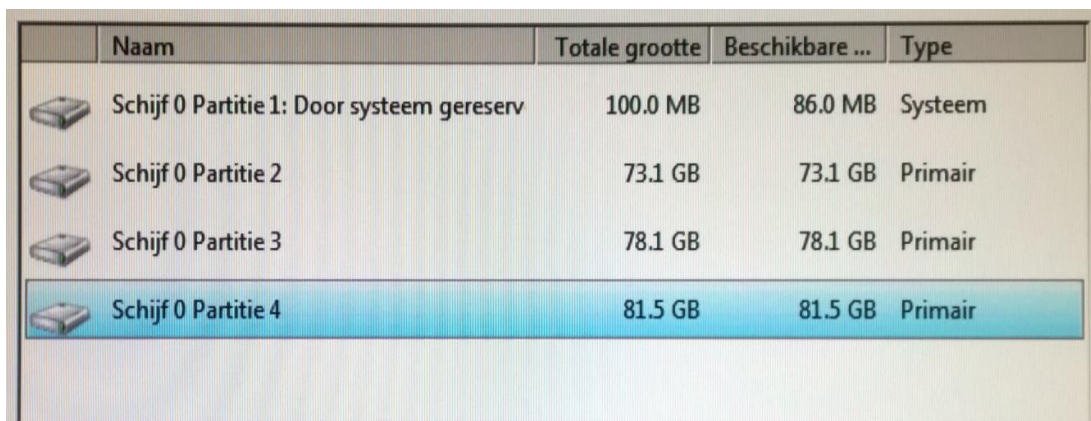 Naam Totale grootte Beschikbare ... Type
Schijf 0 Partitie 1: Door systeem gereserv 100.0 MB 86.0 MB Systeem
Schijf 0 Partitie 2 73.1 GB 73.1 GB Primair
Schijf 0 Partitie 3 78.1 GB 78.1 GB Primair
Schijf 0 Partitie 4 81.5 GB 81.5 GB Primair